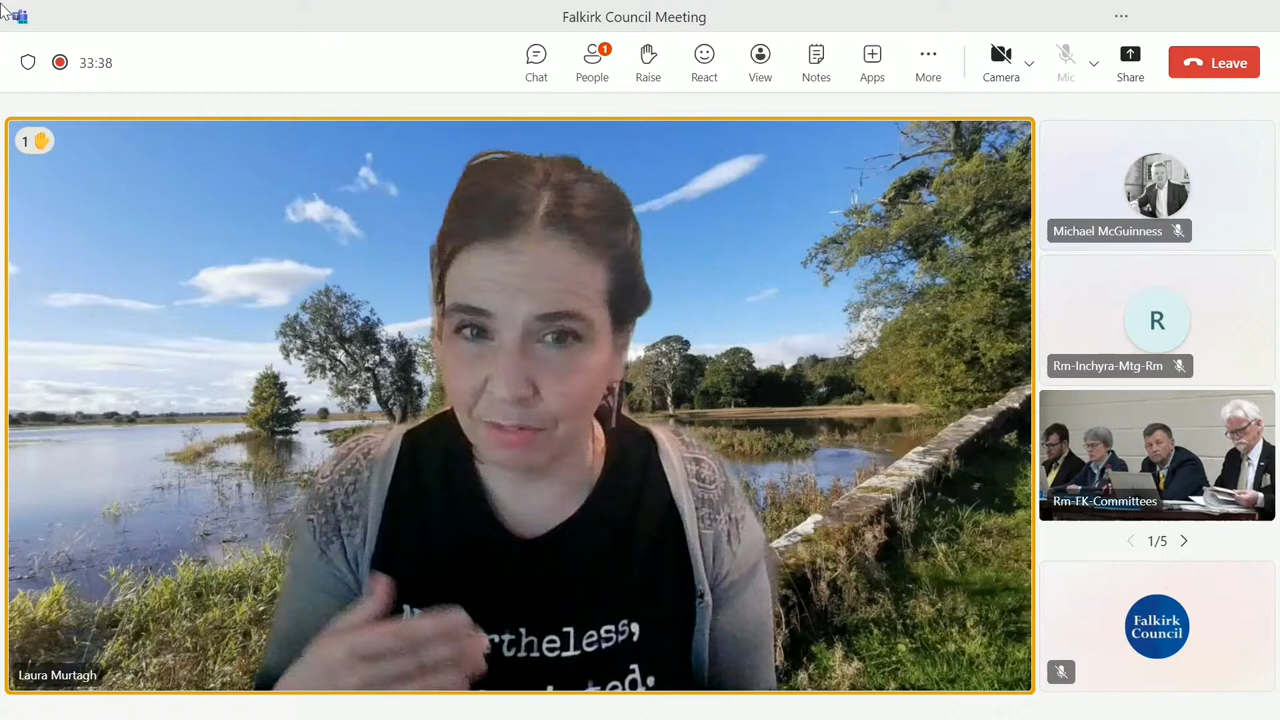 Falkirk Council Meeting
33:38
Chat
People
1
Raise
React
View
Notes
Apps
More
Camera
Mic
Share
Leave
1
Laura Murtagh
Michael McGuinness
R
Rm-Inchyra-Mtg-Rm
Rm-FK-Committees
1/5
Falkirk
Council